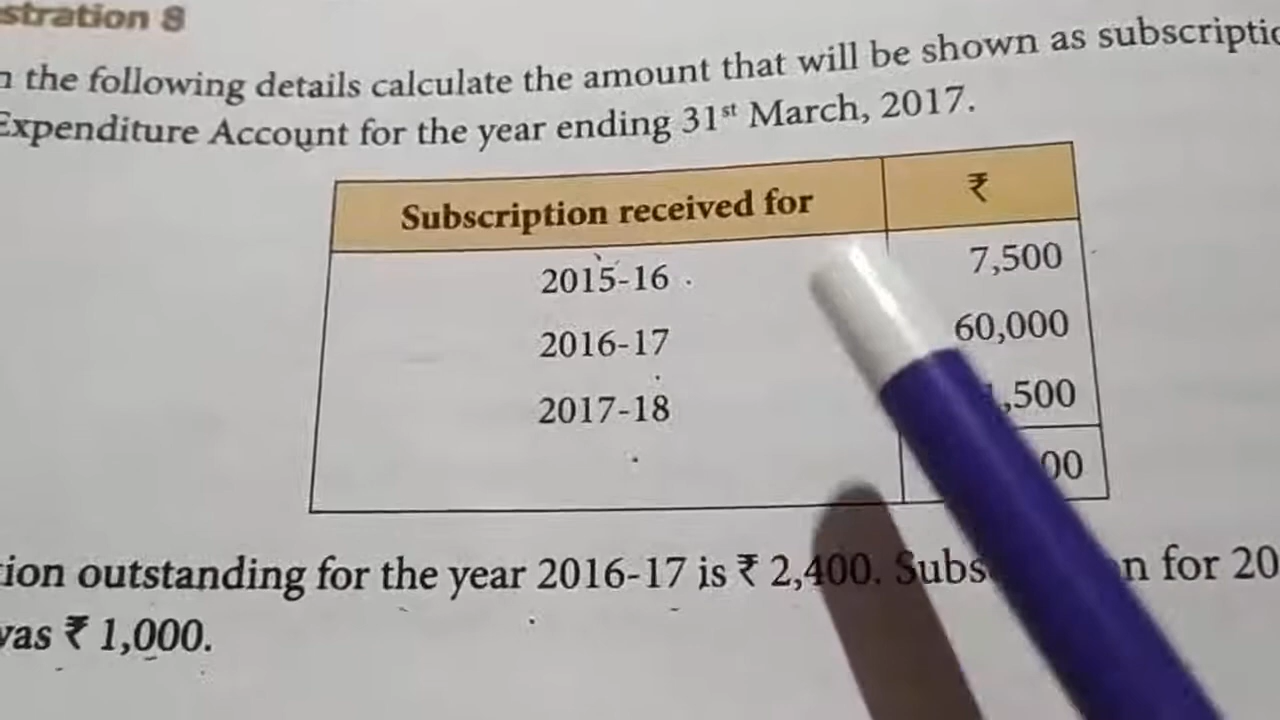 stration 8
the following details calculate the amount that will be shown as subscriptio
Expenditure Account for the year ending 31st March, 2017.
Subscription received for ₹
2015-16 7,500
2016-17 60,000
2017-18 ,500
00
ion outstanding for the year 2016-17 is ₹ 2,400. Subs n for 20
was ₹ 1,000.